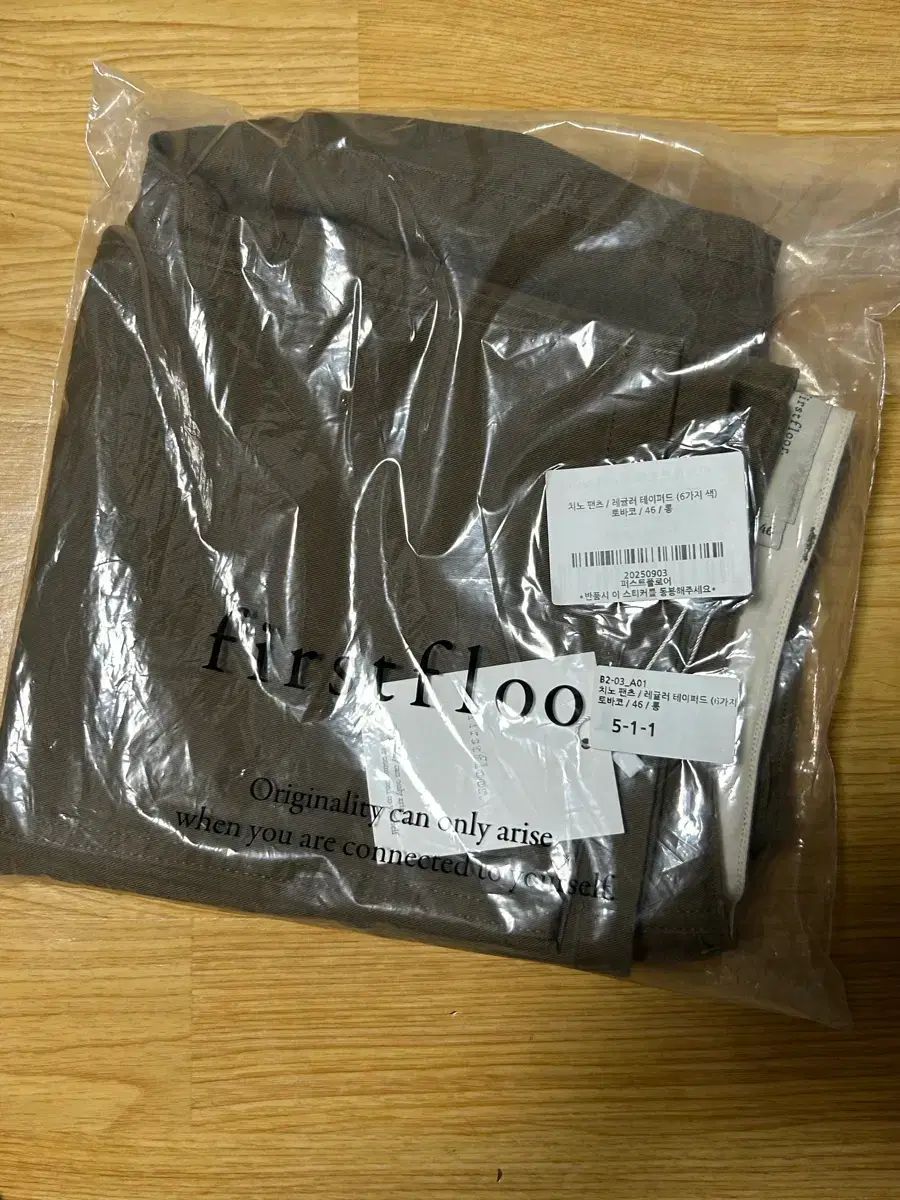 firstfloor.
46
치노 팬츠 / 레귤러 테이퍼드 (6가지 색)
토바코 / 46 / 롱
20250903
퍼스트플로어
*반품시 이 스티커를 동봉해주세요*
firstfloo
B2-03_A01
치노 팬츠 / 레귤러 테이퍼드 (6가지
토바코 / 46 / 롱
5-1-1
Originality can only arise
when you are connected to yourself.